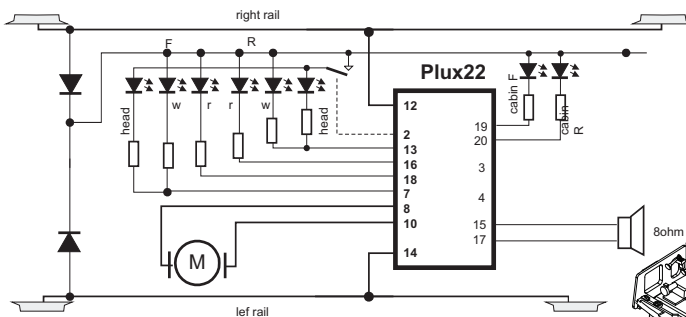 right rail
F
R
Plux22
head
w
r
r
w
head
cabin F
cabin
R
12
2
13
16
18
7
8
10
14
19
20
3
4
15
17
8ohm
M
lef rail